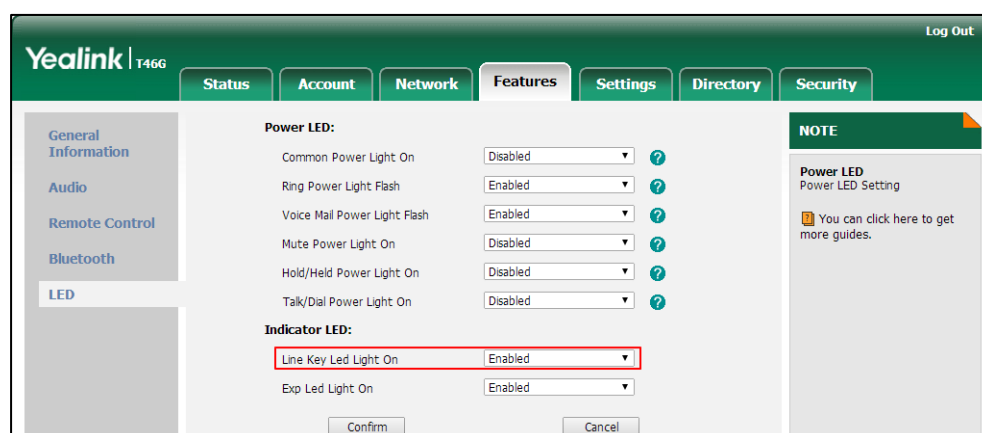 Log Out
Yealink T46G
Status Account Network Features Settings Directory Security
General
Information
Audio
Remote Control
Bluetooth
LED
Power LED:
Common Power Light On Disabled
Ring Power Light Flash Enabled
Voice Mail Power Light Flash Enabled
Mute Power Light On Disabled
Hold/Held Power Light On Disabled
Talk/Dial Power Light On Disabled
Indicator LED:
Line Key Led Light On Enabled
Exp Led Light On Enabled
Confirm Cancel
NOTE
Power LED
Power LED Setting
You can click here to get
more guides.